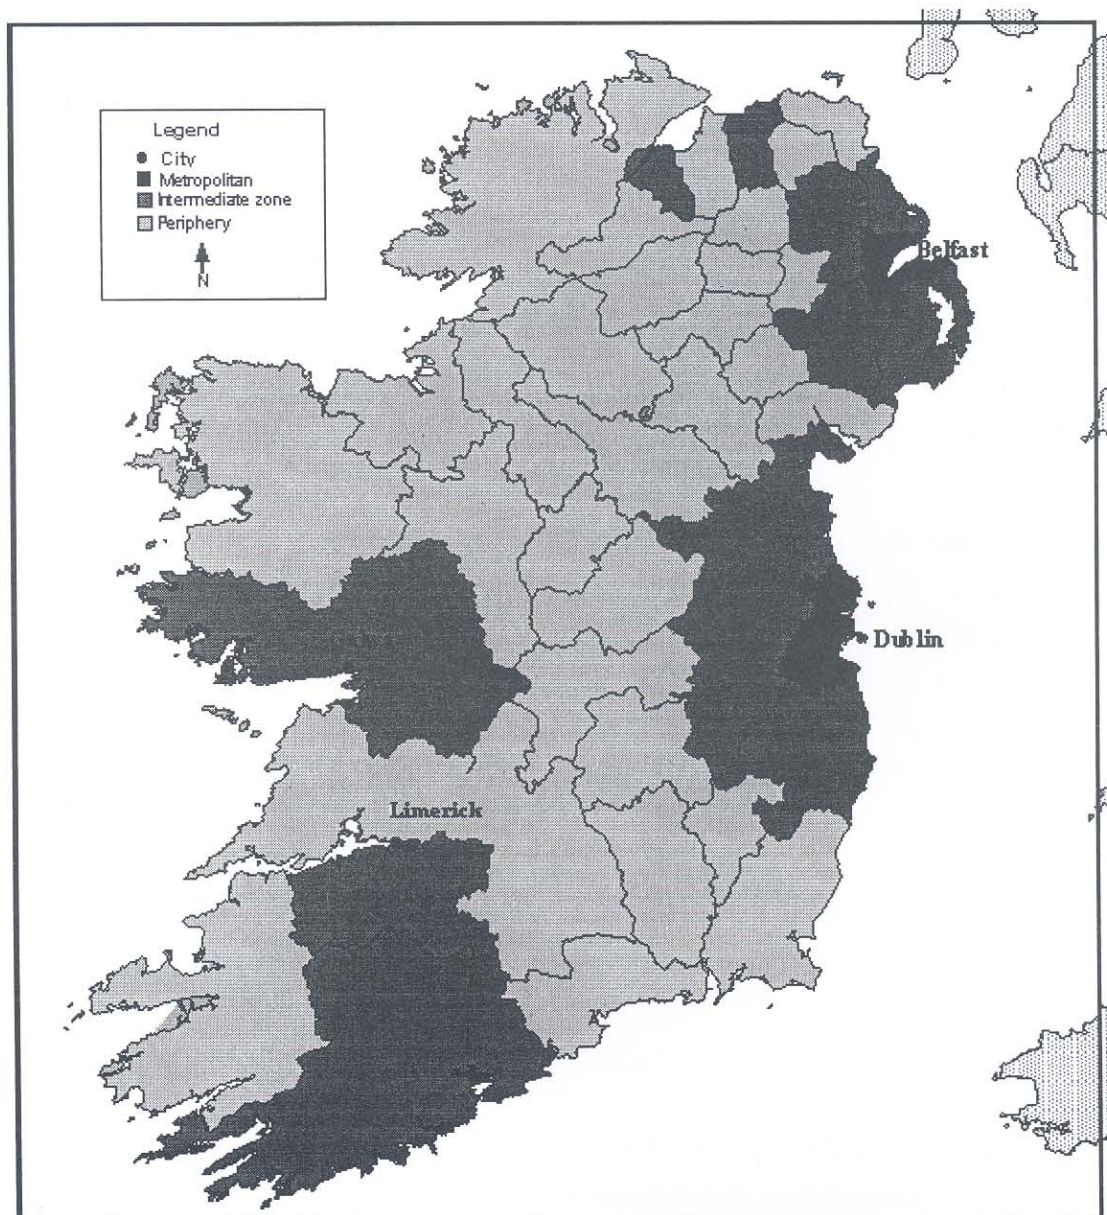 Legend
City
Metropolitan
Intermediate zone
Periphery
N
Belfast
Dublin
Limerick